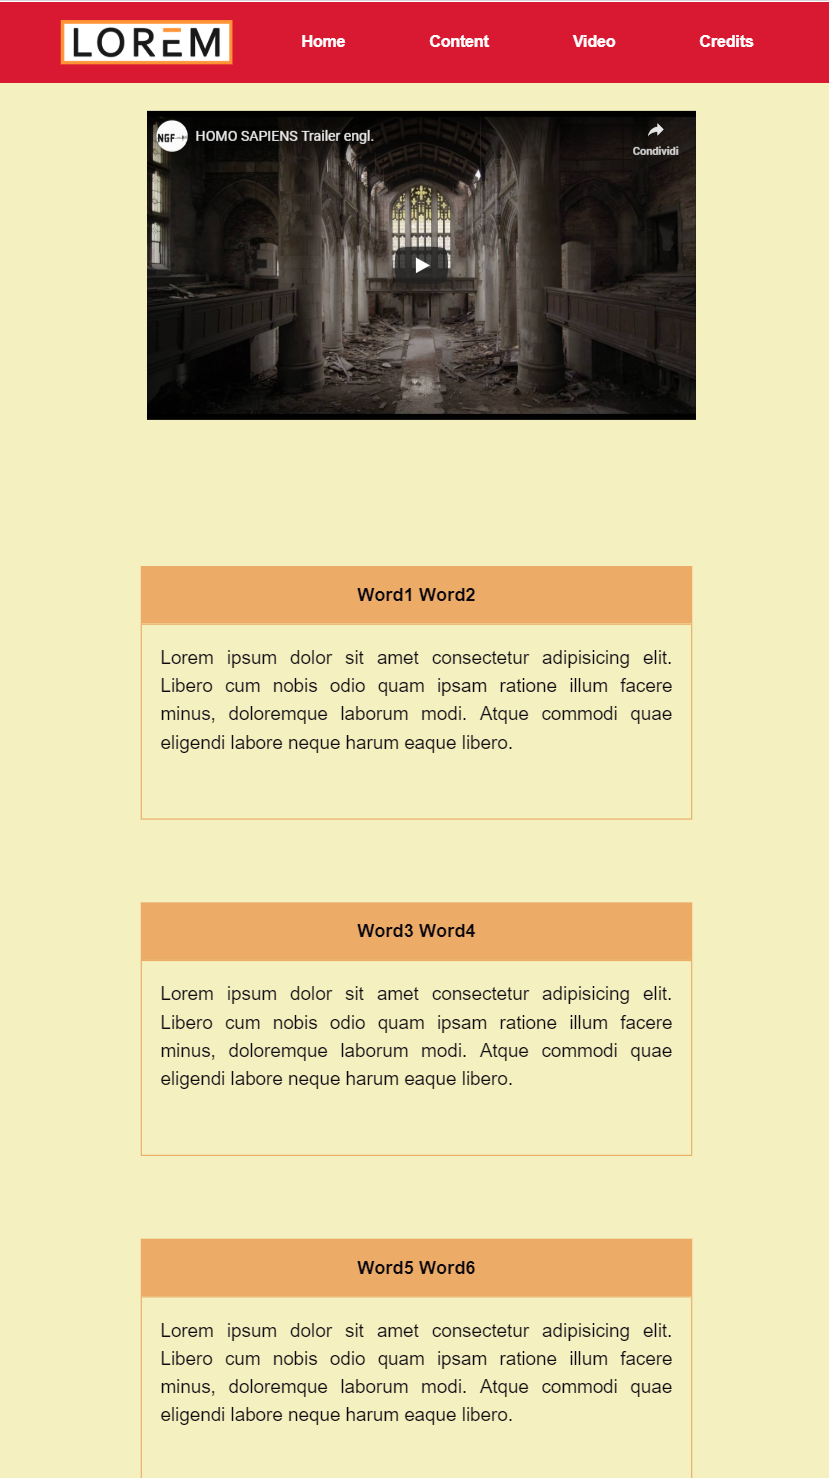 LOREM
Home Content Video Credits
NGF
HOMO SAPIENS Trailer engl.
Condividi
Word1 Word2
Lorem ipsum dolor sit amet consectetur adipisicing elit.
Libero cum nobis odio quam ipsam ratione illum facere
minus, doloremque laborum modi. Atque commodi quae
eligendi labore neque harum eaque libero.
Word3 Word4
Lorem ipsum dolor sit amet consectetur adipisicing elit.
Libero cum nobis odio quam ipsam ratione illum facere
minus, doloremque laborum modi. Atque commodi quae
eligendi labore neque harum eaque libero.
Word5 Word6
Lorem ipsum dolor sit amet consectetur adipisicing elit.
Libero cum nobis odio quam ipsam ratione illum facere
minus, doloremque laborum modi. Atque commodi quae
eligendi labore neque harum eaque libero.